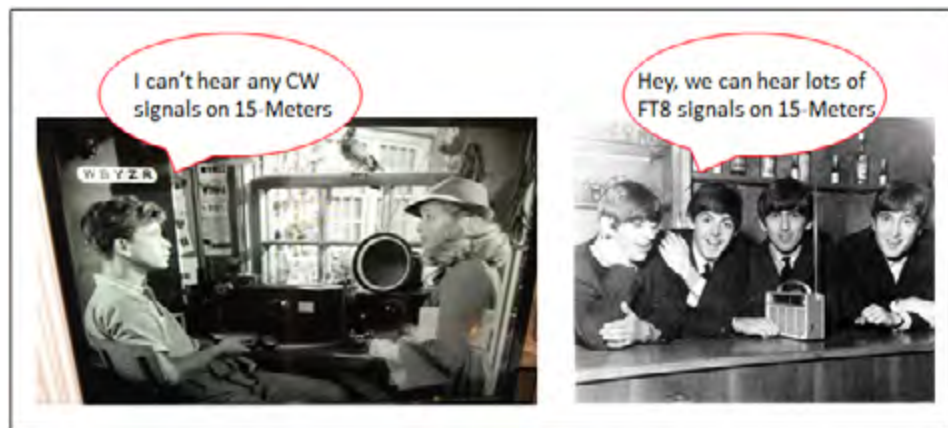 I can't hear any CW
signals on 15-Meters
Hey, we can hear lots of
FT8 signals on 15-Meters
W8YZR